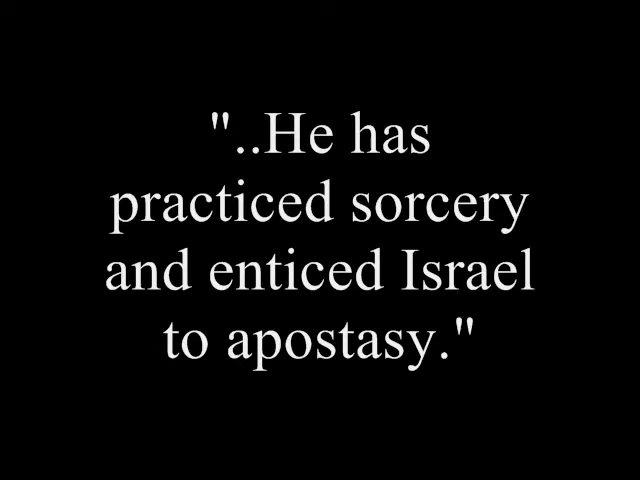 "..He has
practiced sorcery
and enticed Israel
to apostasy."